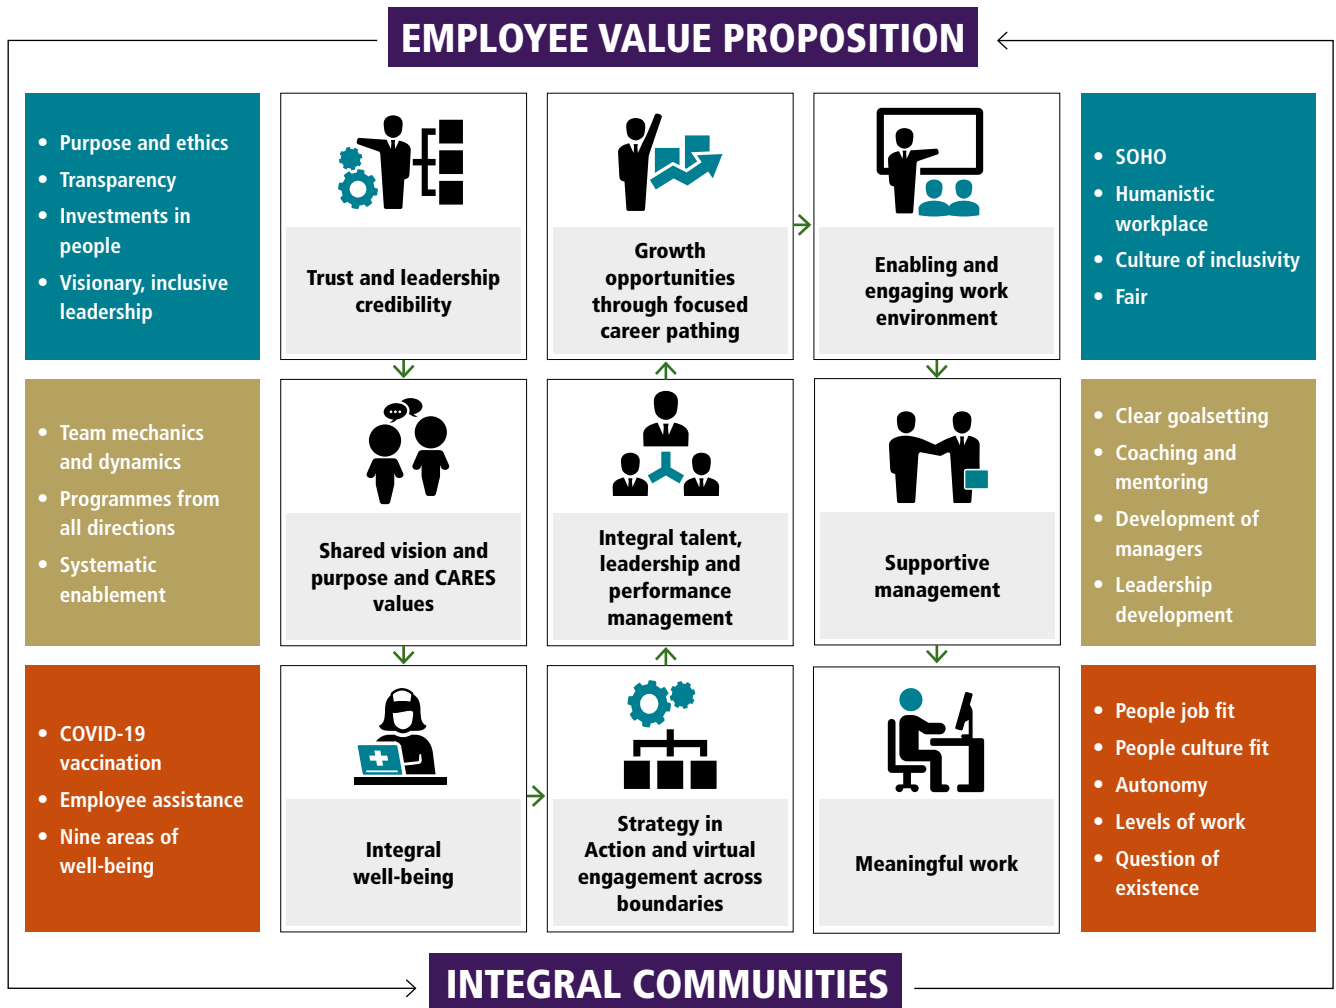 EMPLOYEE VALUE PROPOSITION
• Purpose and ethics
• Transparency
• Investments in
people
• Visionary, inclusive
leadership
Trust and leadership
credibility
Growth
opportunities
through focused
career pathing
Enabling and
engaging work
environment
• SOHO
• Humanistic
workplace
• Culture of inclusivity
• Fair
• Team mechanics
and dynamics
• Programmes from
all directions
• Systematic
enablement
Shared vision and
purpose and CARES
values
Integral talent,
leadership and
performance
management
Supportive
management
• Clear goalsetting
• Coaching and
mentoring
• Development of
managers
• Leadership
development
• COVID-19
vaccination
• Employee assistance
• Nine areas of
well-being
Integral
well-being
Strategy in
Action and virtual
engagement across
boundaries
Meaningful work
• People job fit
• People culture fit
• Autonomy
• Levels of work
• Question of
existence
INTEGRAL COMMUNITIES